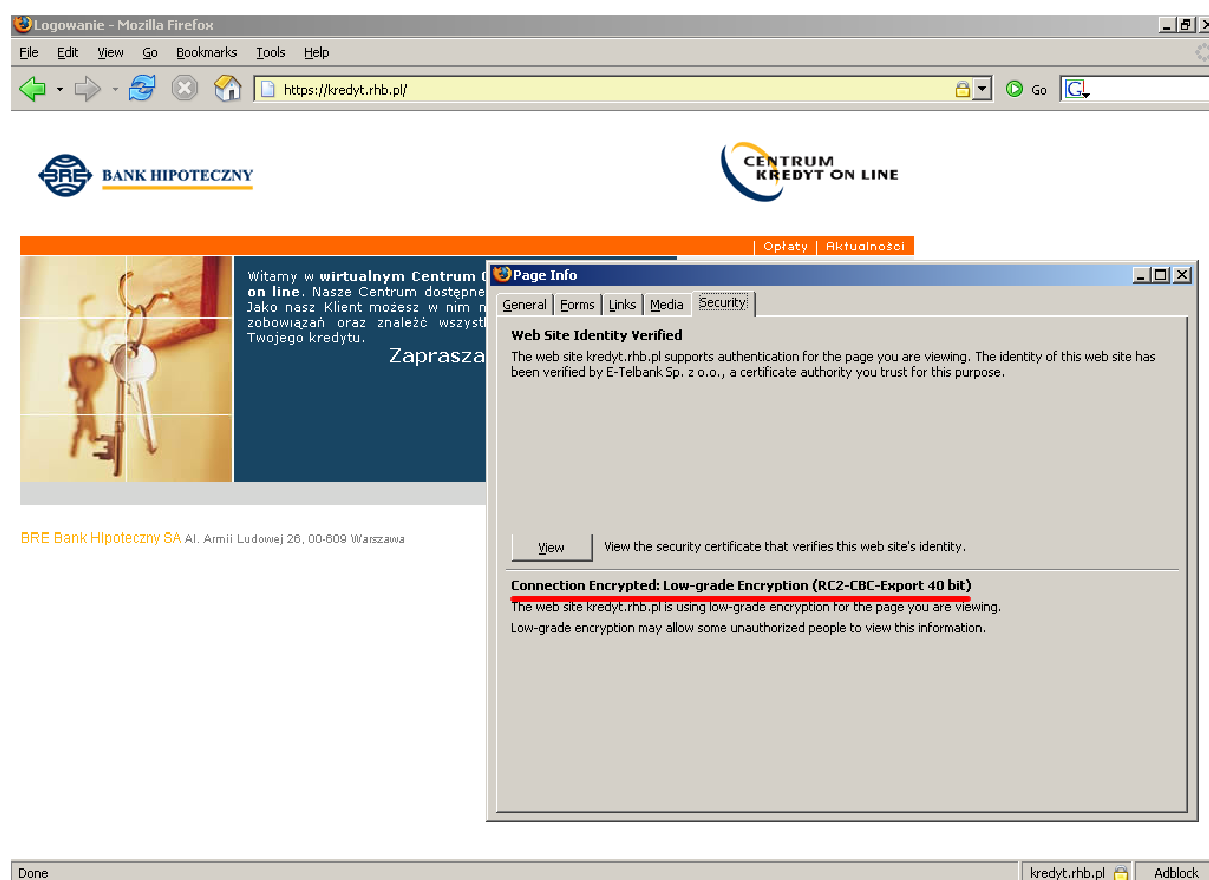 Logowanie - Mozilla Firefox
File Edit View Go Bookmarks Tools Help
https://kredyt.rhb.pl/
Go
G
BRE BANK HIPOTECZNY
CENTRUM
KREDYT ON LINE
| Opłaty | Aktualności
Witamy w wirtualnym Centrum
on line. Nasze Centrum dostępne
Jako nasz Klient możesz w nim
zobowiązań oraz znaleźć
Twojego kredytu.
Zaprasza
Page Info
General Forms Links Media Security
Web Site Identity Verified
The web site kredyt.rhb.pl supports authentication for the page you are viewing. The identity of this web site has
been verified by E-Telbank Sp. z o.o., a certificate authority you trust for this purpose.
View View the security certificate that verifies this web site's identity.
BRE Bank Hipoteczny SA Al. Armii Ludowej 26, 00-609 Warszawa
Connection Encrypted: Low-grade Encryption (RC2-CBC-Export 40 bit)
The web site kredyt.rhb.pl is using low-grade encryption for the page you are viewing.
Low-grade encryption may allow some unauthorized people to view this information.
Done kredyt.rhb.pl Adblock